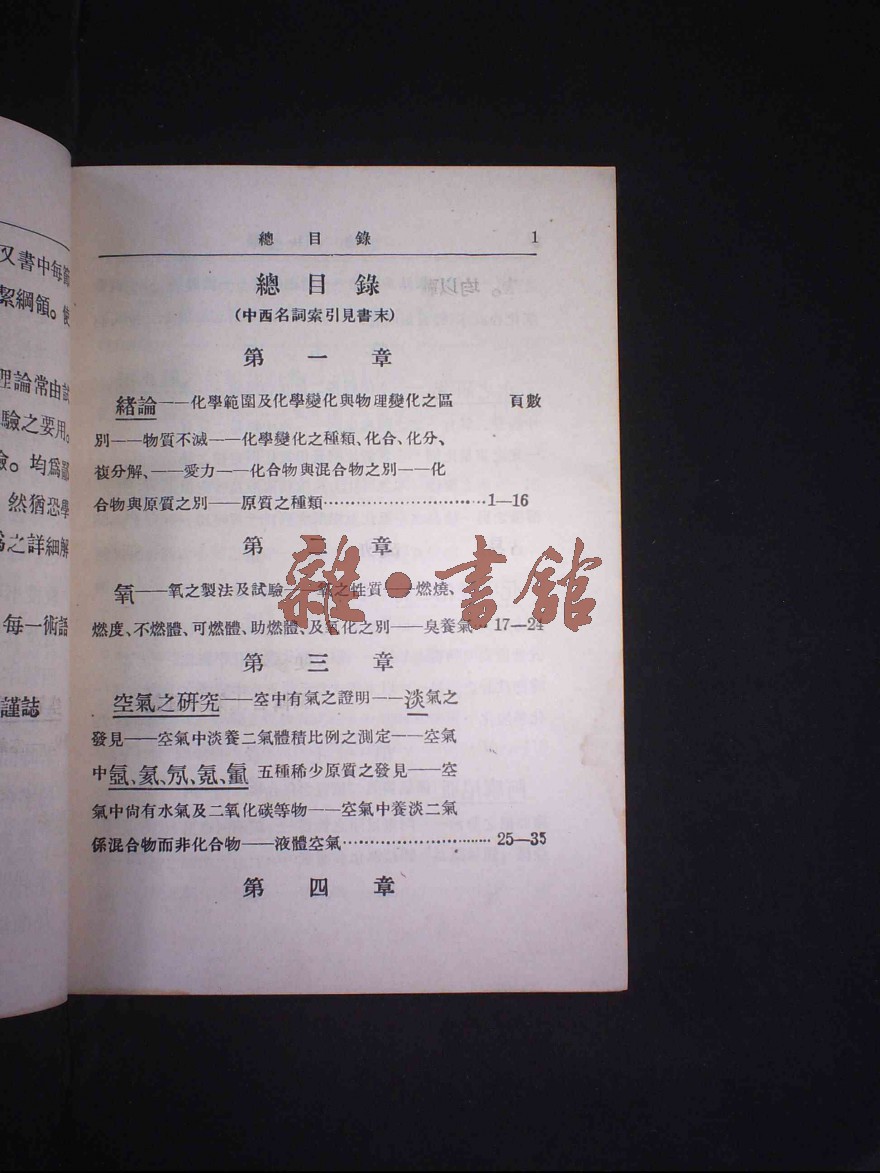 又書中每
絜綱領。使
理論常由試
驗之要用。
然猶恐學
之詳細解
每一術語
謹誌
總目錄 1
總目錄
(中西名詞索引見書末)
第一章
緒論——化學範圍及化學變化與物理變化之區 頁數
別——物質不滅——化學變化之種類、化合、化分、
複分解、——愛力——化合物與混合物之別——化
合物與原質之別——原質之種類…………………………1—16
第二章
氧——氧之製法及試驗——氧之性質——燃燒、
燃度、不燃體、可燃體、助燃體、及氧化之別——臭養氣…17—24
第三章
空氣之研究——空中有氣之證明——淡氣之
發見——空氣中淡養二氣體積比例之測定——空氣
中氬、氦、、氪、五種稀少原質之發見——空
氣中尙有水氣及二氧化碳等物——空氣中養淡二氣
係混合物而非化合物——液體空氣………………………25—35
第四章
雜·書館